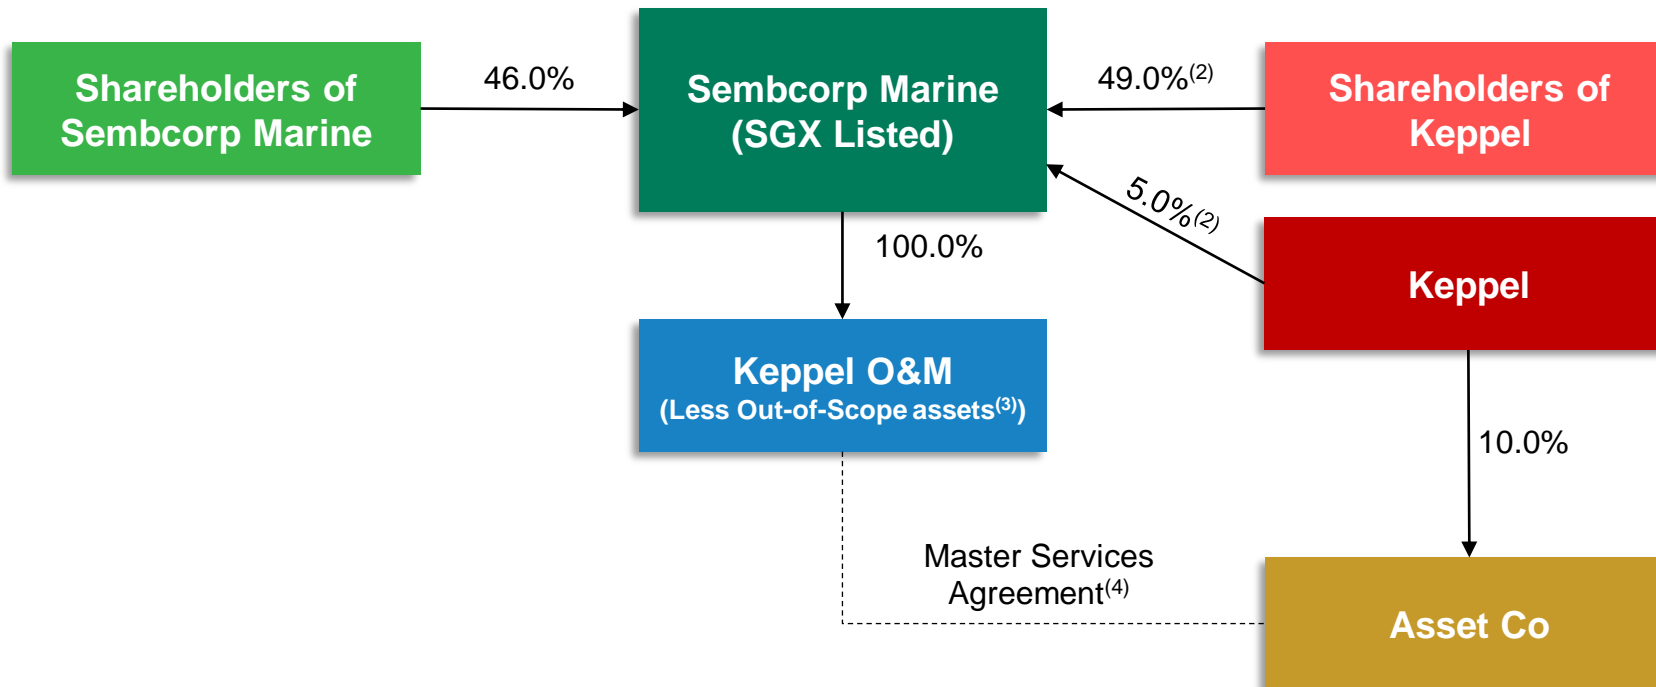 Shareholders of
Sembcorp Marine
46.0%
Sembcorp Marine
(SGX Listed)
49.0%(2)
Shareholders of
Keppel
5.0%(2)
100.0%
Keppel
Keppel O&M
(Less Out-of-Scope assets(3))
10.0%
Master Services
Agreement(4)
Asset Co